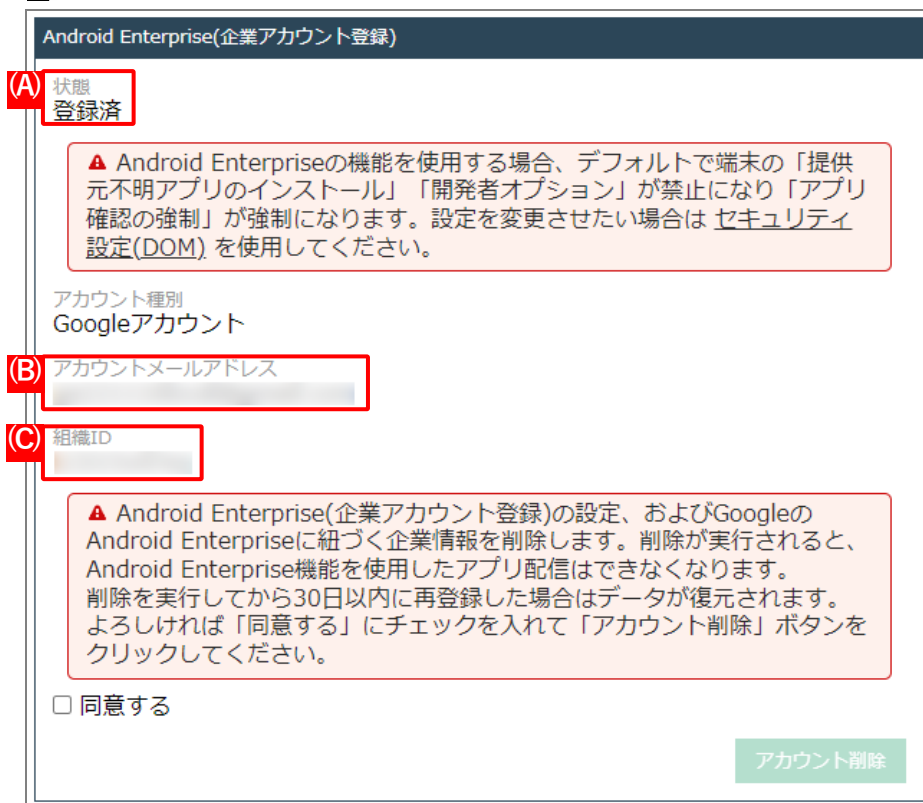 Android Enterprise(企業アカウント登録)
(A)
状態
登録済
Android Enterpriseの機能を使用する場合、デフォルトで端末の「提供
元不明アプリのインストール」「開発者オプション」が禁止になり「アプリ
確認の強制」が強制になります。設定を変更させたい場合は セキュリティ
設定(DOM) を使用してください。
アカウント種別
Googleアカウント
(B)
アカウントメールアドレス
(C)
組織ID
Android Enterprise(企業アカウント登録)の設定、およびGoogleの
Android Enterpriseに紐づく企業情報を削除します。削除が実行されると、
Android Enterprise機能を使用したアプリ配信はできなくなります。
削除を実行してから30日以内に再登録した場合はデータが復元されます。
よろしければ「同意する」にチェックを入れて「アカウント削除」ボタンを
クリックしてください。
同意する
アカウント削除